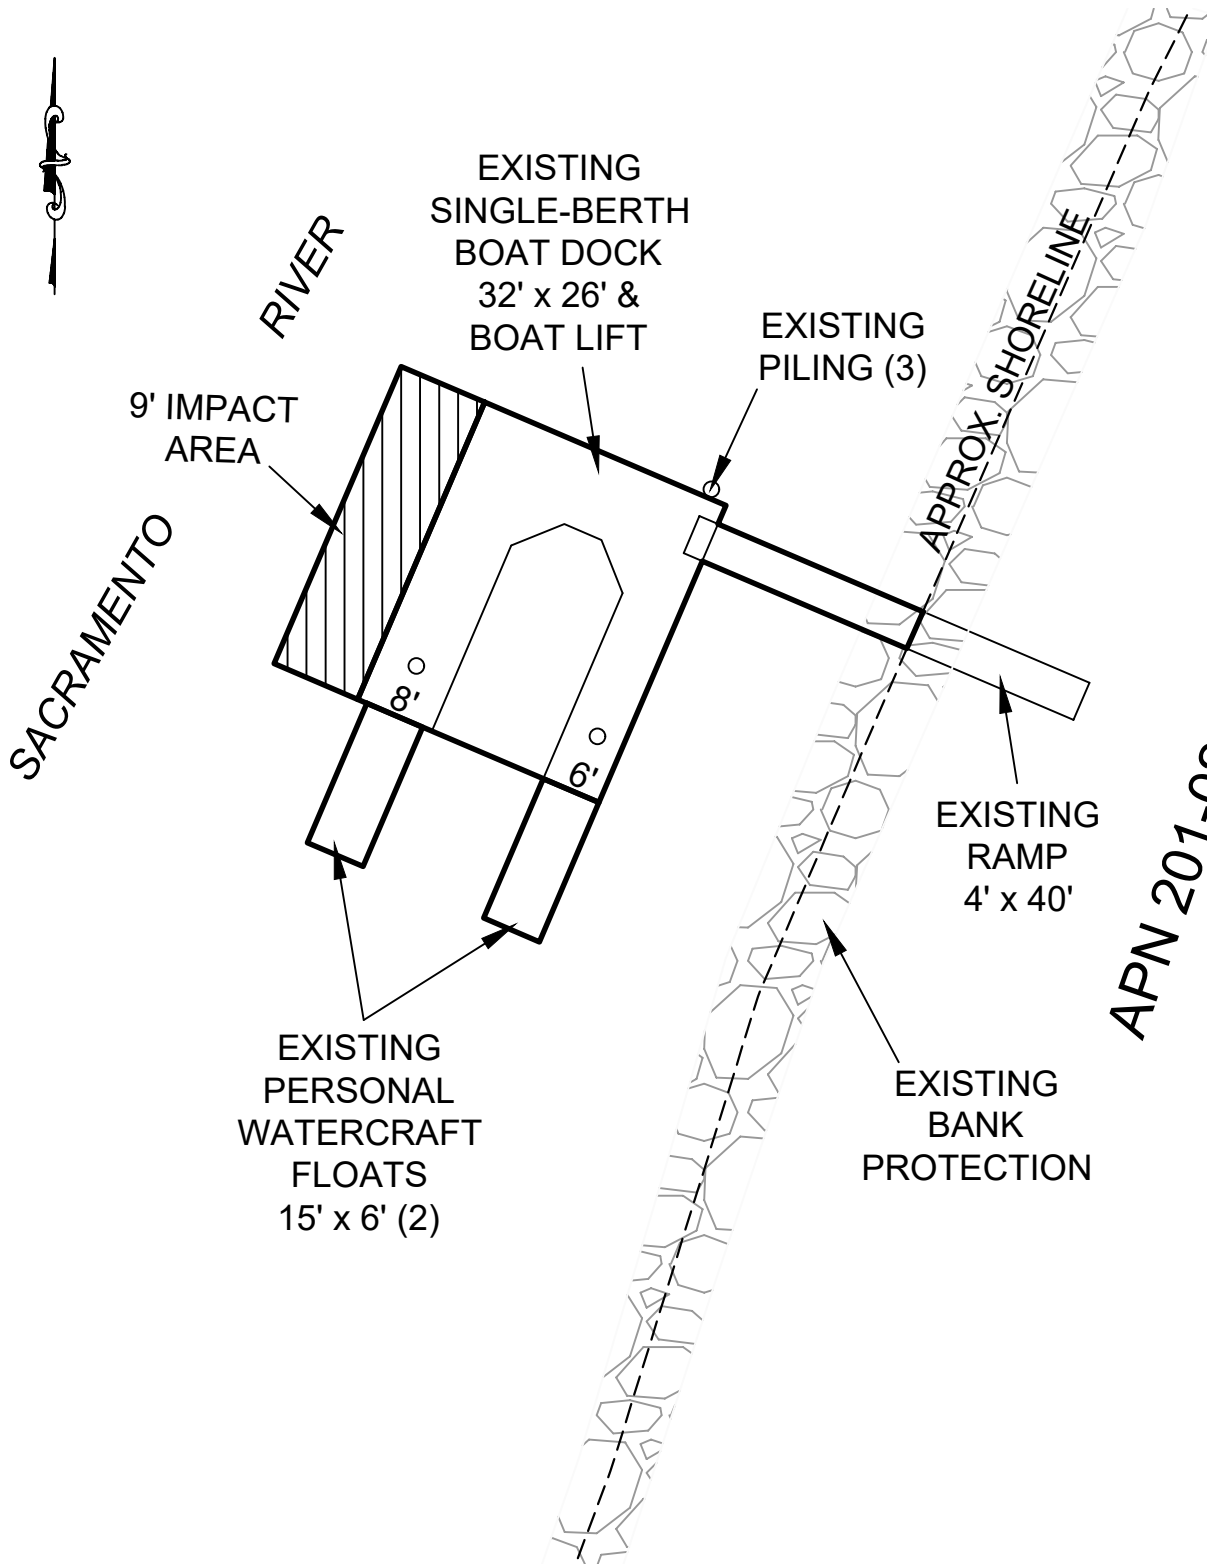 EXISTING
SINGLE-BERTH
BOAT DOCK
32' x 26' &
BOAT LIFT
RIVER
EXISTING
PILING (3)
9' IMPACT
AREA
APPROX. SHORELINE
SACRAMENTO
8'
6'
EXISTING
RAMP
4' x 40'
APN 201-
EXISTING
PERSONAL
WATERCRAFT
FLOATS
15' x 6' (2)
EXISTING
BANK
PROTECTION